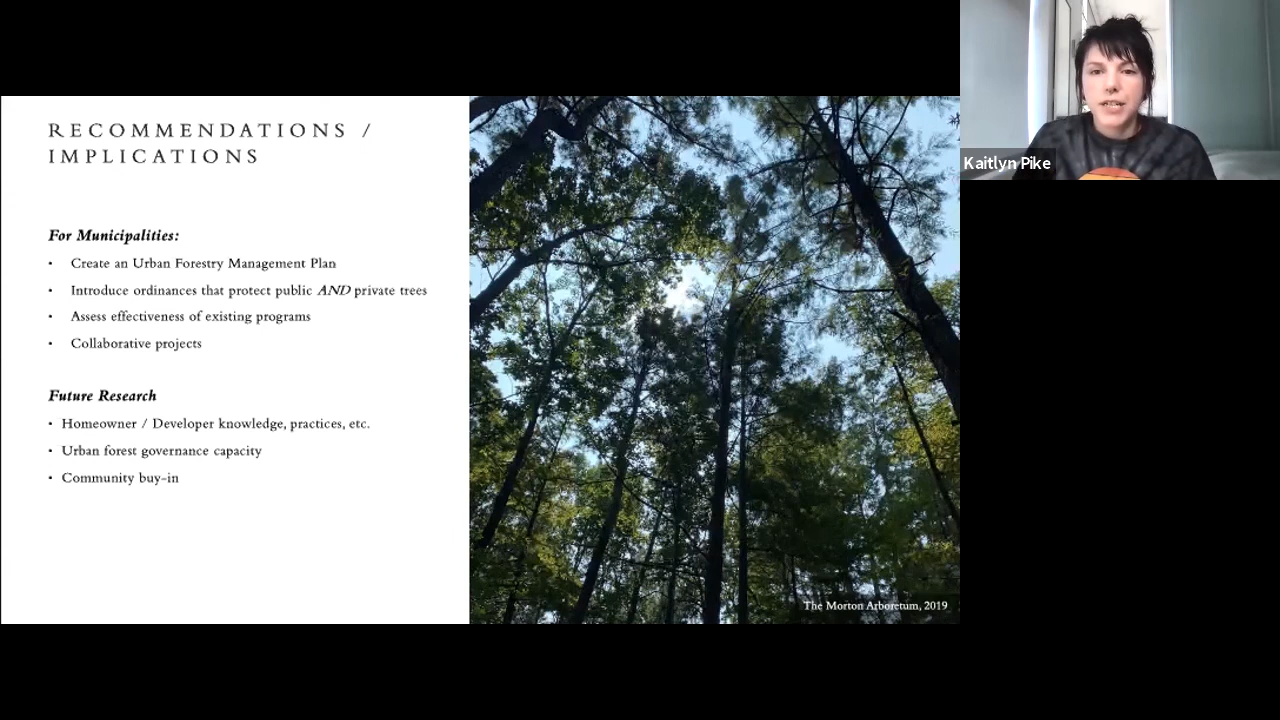 RECOMMENDATIONS /
IMPLICATIONS
For Municipalities:
• Create an Urban Forestry Management Plan
• Introduce ordinances that protect public AND private trees
• Assess effectiveness of existing programs
• Collaborative projects
Future Research
• Homeowner / Developer knowledge, practices, etc.
• Urban forest governance capacity
• Community buy-in
The Morton Arboretum, 2019
Kaitlyn Pike